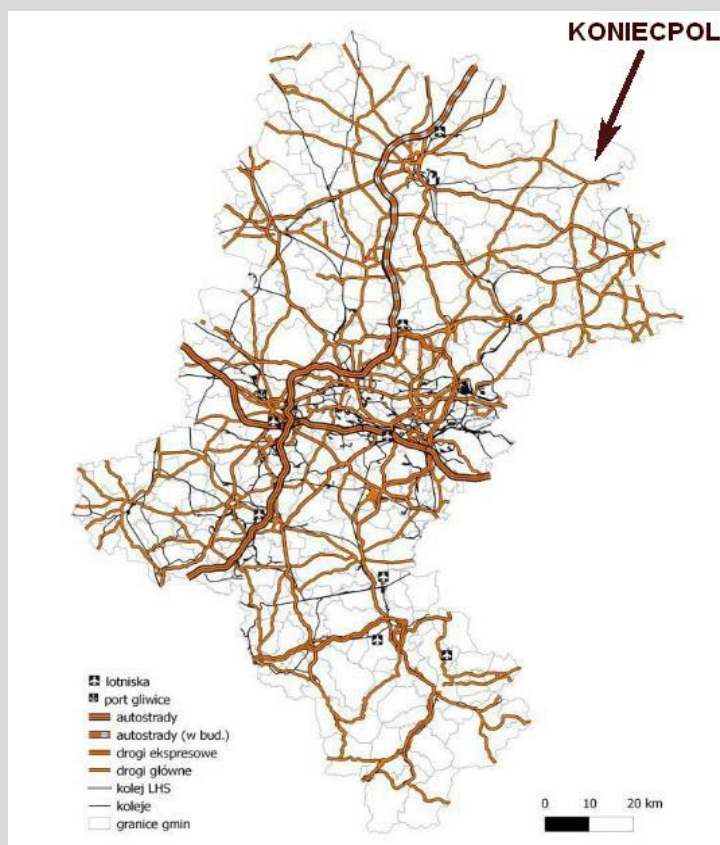 KONIECPOL
lotniska
port gliwice
autostrady
autostrady (w bud.)
drogi ekspresowe
drogi główne
kolej LHS
koleje
granice gmin
0 10 20 km